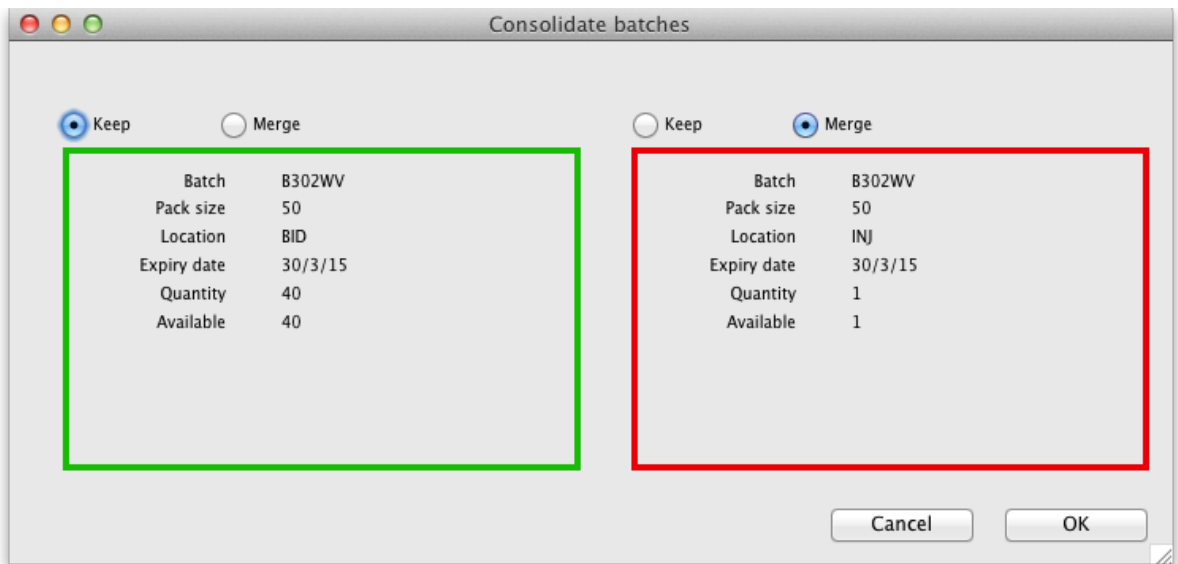 Consolidate batches
Keep Merge
Batch B302WV
Pack size 50
Location BID
Expiry date 30/3/15
Quantity 40
Available 40
Keep Merge
Batch B302WV
Pack size 50
Location INJ
Expiry date 30/3/15
Quantity 1
Available 1
Cancel OK